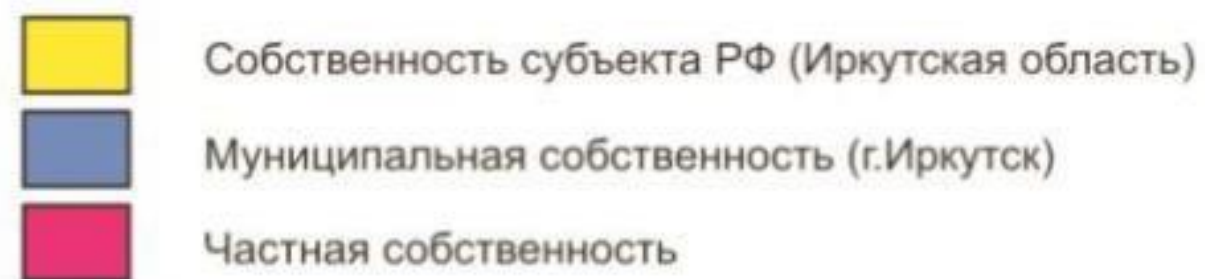 Собственность субъекта РФ (Иркутская область)
Муниципальная собственность (г.Иркутск)
Частная собственность